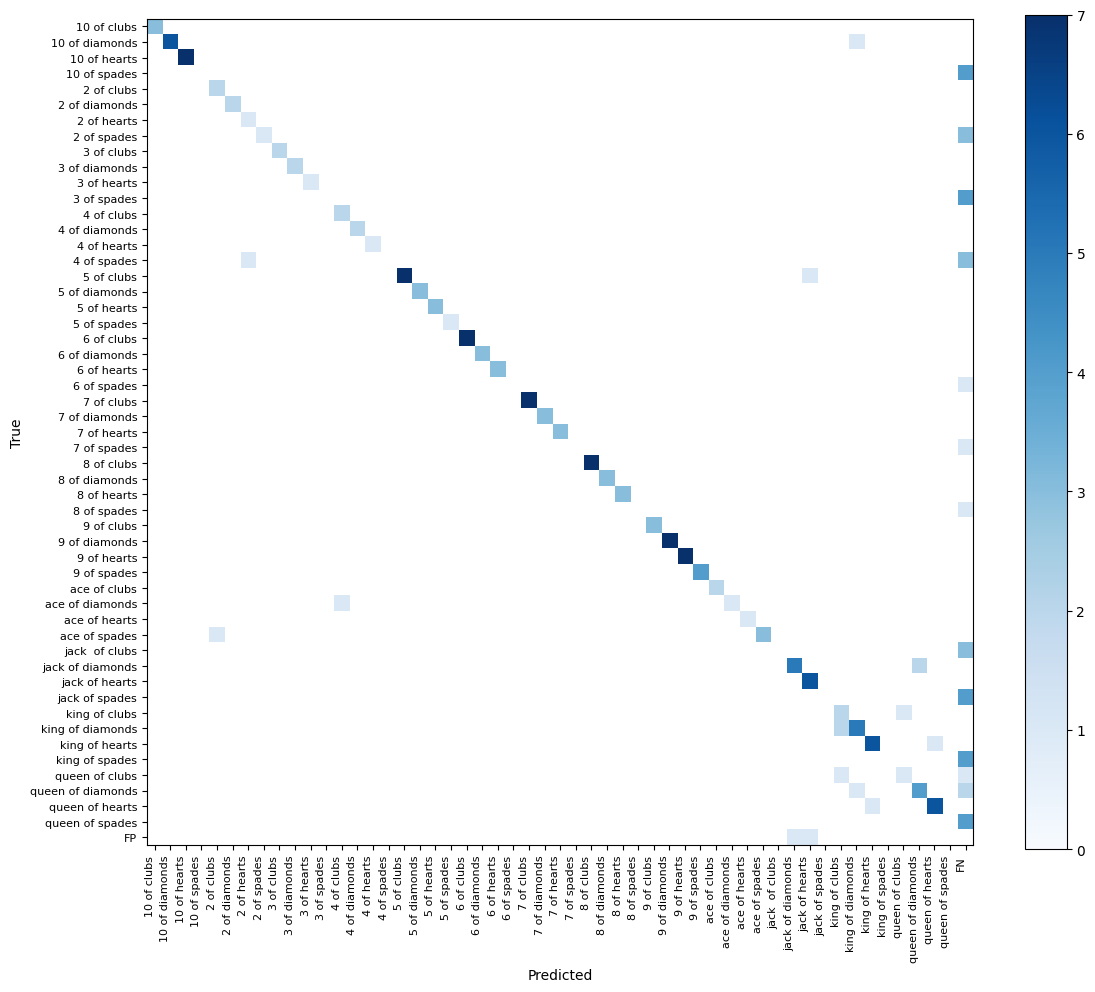 10 of clubs
10 of diamonds
10 of hearts
10 of spades
2 of clubs
2 of diamonds
2 of hearts
2 of spades
3 of clubs
3 of diamonds
3 of hearts
3 of spades
4 of clubs
4 of diamonds
4 of hearts
4 of spades
5 of clubs
5 of diamonds
5 of hearts
5 of spades
6 of clubs
6 of diamonds
6 of hearts
6 of spades
7 of clubs
7 of diamonds
7 of hearts
7 of spades
8 of clubs
8 of diamonds
8 of hearts
8 of spades
9 of clubs
9 of diamonds
9 of hearts
9 of spades
ace of clubs
ace of diamonds
ace of hearts
ace of spades
jack  of clubs
jack of diamonds
jack of hearts
jack of spades
king of clubs
king of diamonds
king of hearts
king of spades
queen of clubs
queen of diamonds
queen of hearts
queen of spades
FP
True
10 of clubs
10 of diamonds
10 of hearts
10 of spades
2 of clubs
2 of diamonds
2 of hearts
2 of spades
3 of clubs
3 of diamonds
3 of hearts
3 of spades
4 of clubs
4 of diamonds
4 of hearts
4 of spades
5 of clubs
5 of diamonds
5 of hearts
5 of spades
6 of clubs
6 of diamonds
6 of hearts
6 of spades
7 of clubs
7 of diamonds
7 of hearts
7 of spades
8 of clubs
8 of diamonds
8 of hearts
8 of spades
9 of clubs
9 of diamonds
9 of hearts
9 of spades
ace of clubs
ace of diamonds
ace of hearts
ace of spades
jack  of clubs
jack of diamonds
jack of hearts
jack of spades
king of clubs
king of diamonds
king of hearts
king of spades
queen of clubs
queen of diamonds
queen of hearts
queen of spades
FN
Predicted
7
6
5
4
3
2
1
0